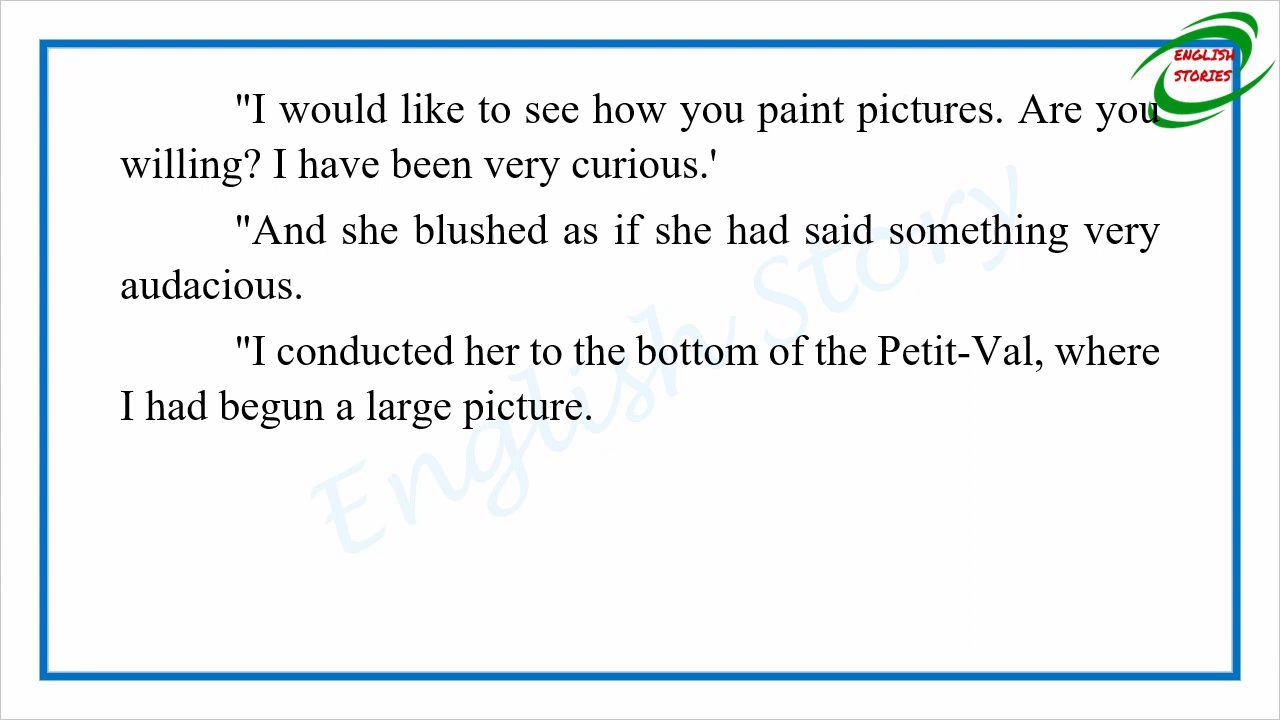 ENGLISH
STORIES
"I would like to see how you paint pictures. Are you
willing? I have been very curious.'
"And she blushed as if she had said something very
audacious.
"I conducted her to the bottom of the Petit-Val, where
I had begun a large picture.
English Story